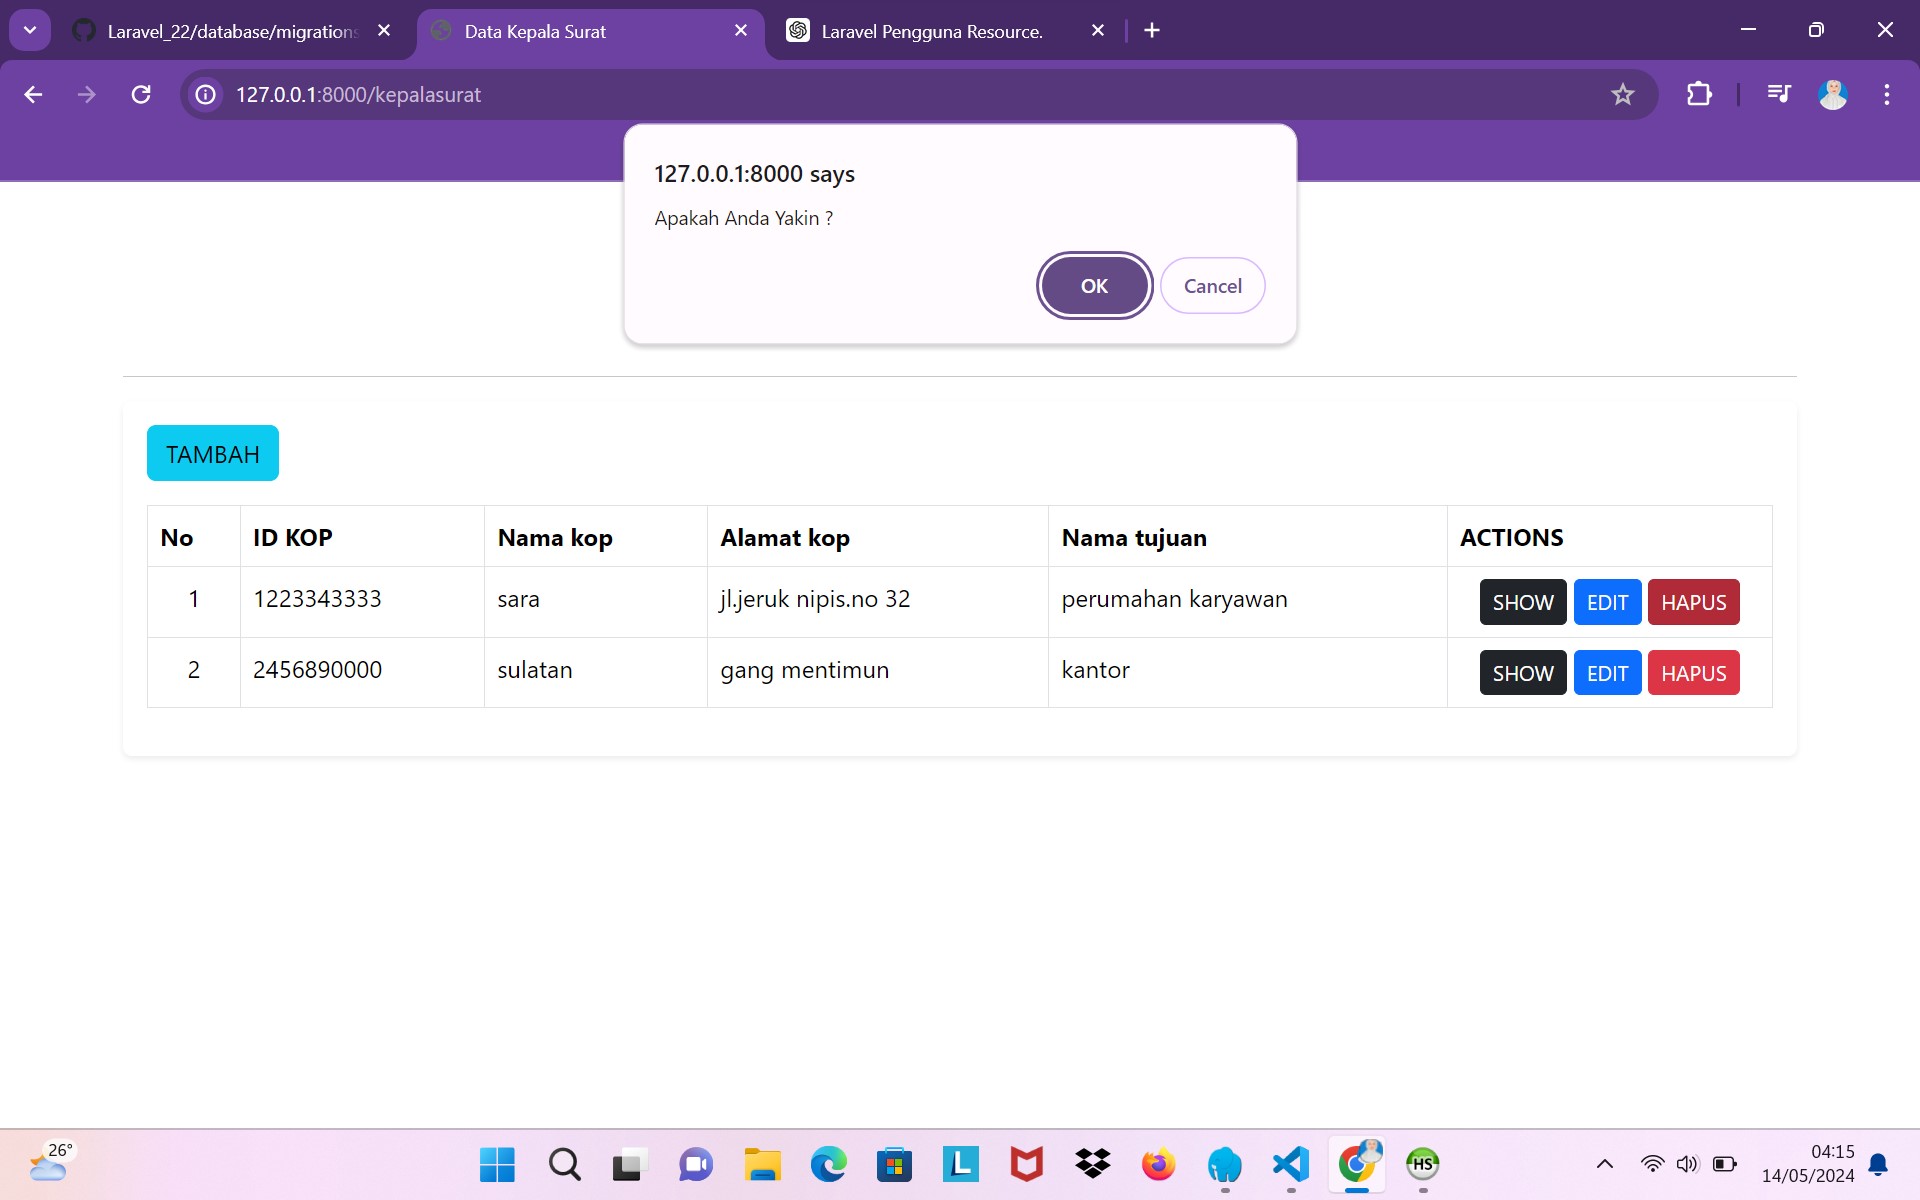 Laravel_22/database/migrations
Data Kepala Surat
Laravel Pengguna Resource.
127.0.0.1:8000/kepalasurat
127.0.0.1:8000 says
Apakah Anda Yakin ?
OK Cancel
TAMBAH
No ID KOP Nama kop Alamat kop Nama tujuan ACTIONS
1 1223343333 sara jl.jeruk nipis.no 32 perumahan karyawan SHOW EDIT HAPUS
2 2456890000 sulatan gang mentimun kantor SHOW EDIT HAPUS
26°
L
HS
04:15
14/05/2024